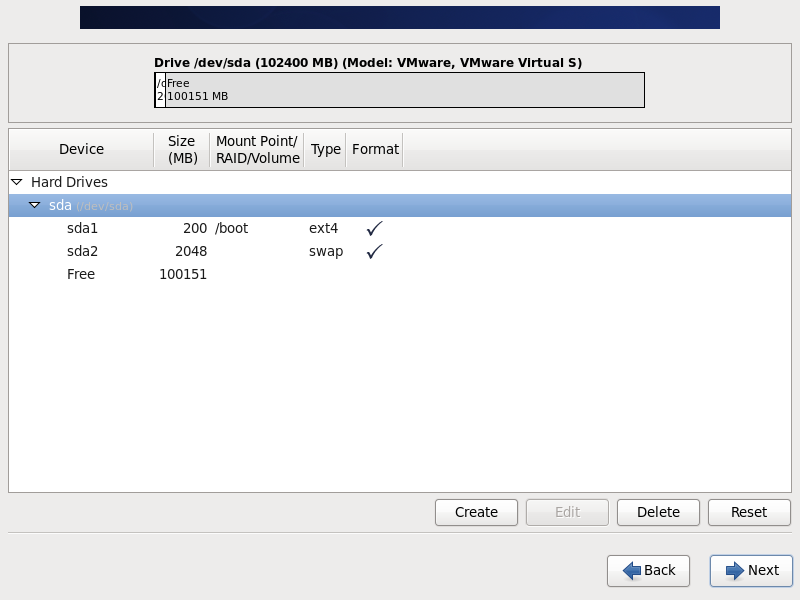 Drive /dev/sda (102400 MB) (Model: VMware, VMware Virtual S)
Free
100151 MB
Device Size (MB) Mount Point/ RAID/Volume Type Format
Hard Drives
sda (/dev/sda)
sda1 200 /boot ext4
sda2 2048 swap
Free 100151
Create Edit Delete Reset
Back Next